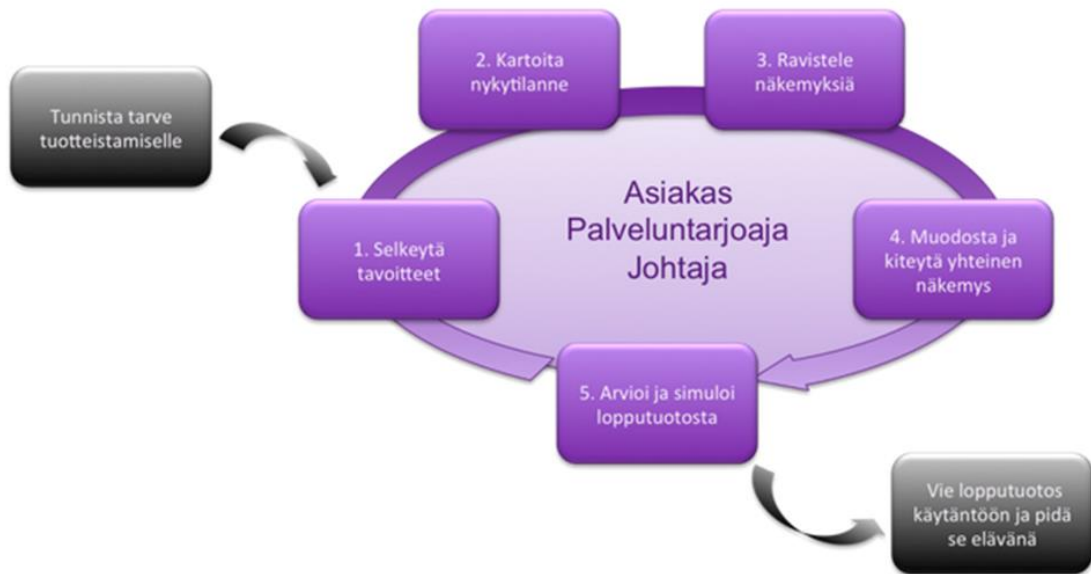 Tunnista tarve
tuotteistamiselle
1. Selkeytä
tavoitteet
2. Kartoita
nykytilanne
3. Ravistele
näkemyksiä
4. Muodosta ja
kiteytä yhteinen
näkemys
5. Arvioi ja simuloi
lopputuotosta
Asiakas
Palveluntarjoaja
Johtaja
Vie lopputuotos
käytäntöön ja pidä
se elävänä